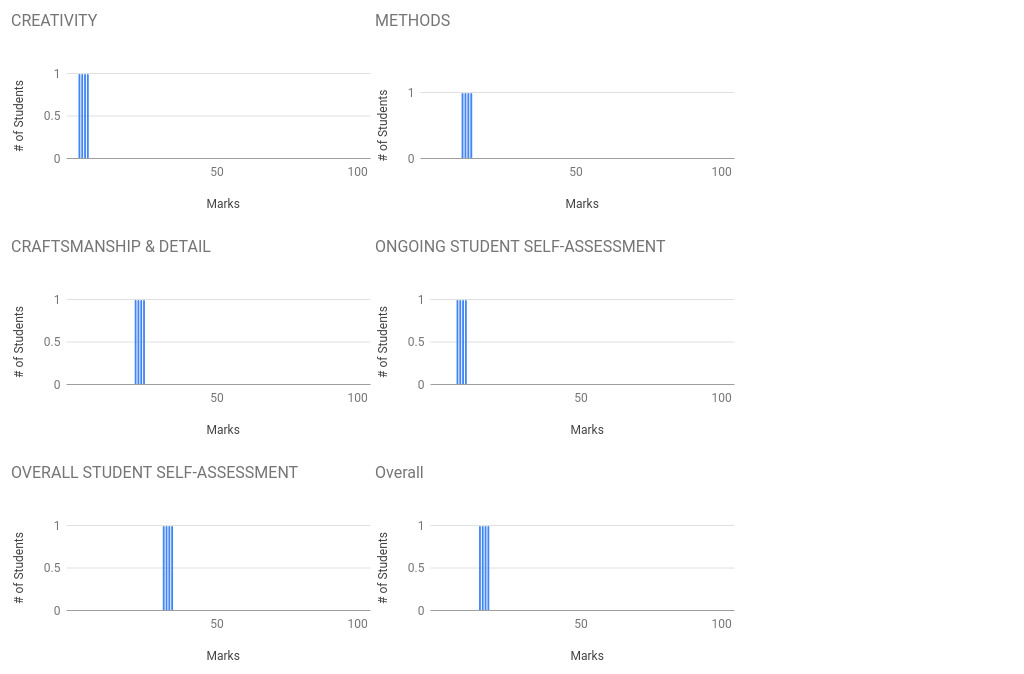 CREATIVITY
# of Students
1
0.5
0
50
100
Marks
METHODS
# of Students
1
0
50
100
Marks
CRAFTSMANSHIP & DETAIL
# of Students
1
0.5
0
50
100
Marks
ONGOING STUDENT SELF-ASSESSMENT
# of Students
1
0.5
0
50
100
Marks
OVERALL STUDENT SELF-ASSESSMENT
# of Students
1
0.5
0
50
100
Marks
Overall
# of Students
1
0.5
0
50
100
Marks